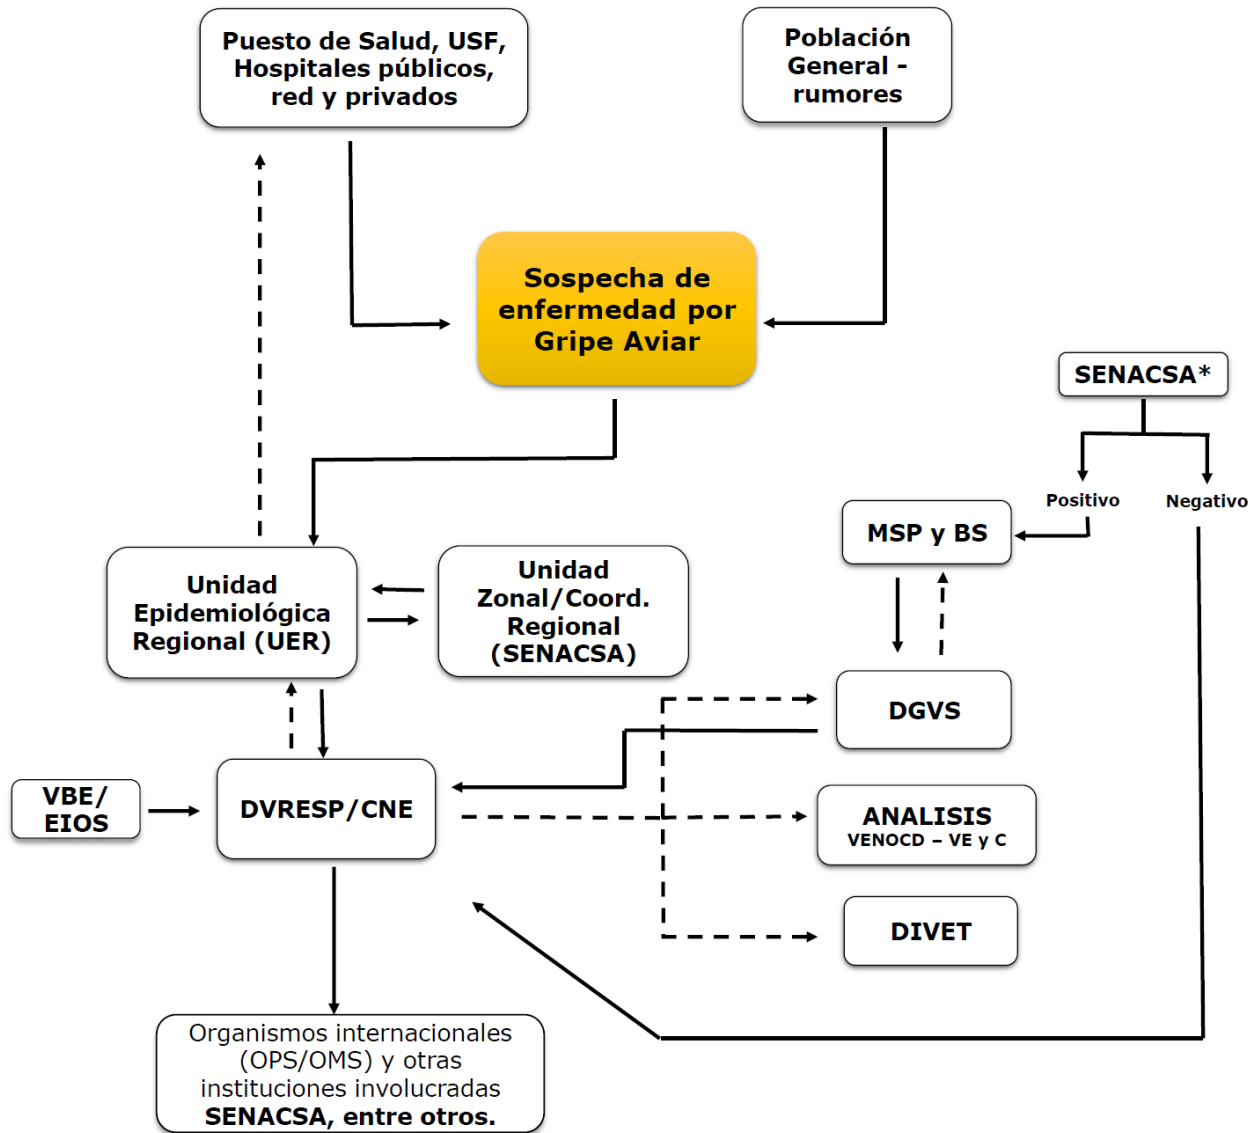 Puesto de Salud, USF,
Hospitales públicos,
red y privados
Población
General -
rumores
Sospecha de
enfermedad por
Gripe Aviar
SENACSA*
Positivo
Negativo
MSP y BS
Unidad
Epidemiológica
Regional (UER)
Unidad
Zonal/Coord.
Regional
(SENACSA)
DGVS
VBE/
EIOS
DVRESP/CNE
ANALISIS
VENOCD – VE y C
DIVET
Organismos internacionales
(OPS/OMS) y otras
instituciones involucradas
SENACSA, entre otros.